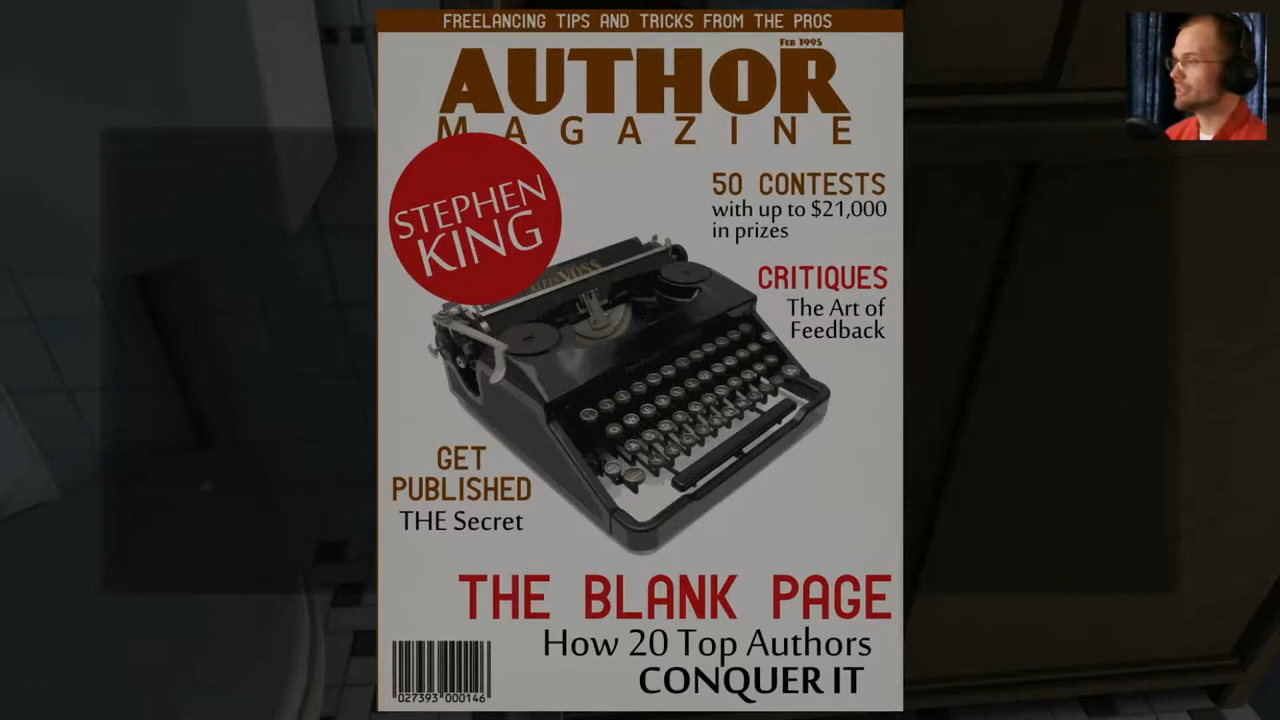 FREELANCING TIPS AND TRICKS FROM THE PROS
FEB 1995
AUTHOR
MAGAZINE
STEPHEN
KING
50 CONTESTS
with up to $21,000
in prizes
VOSS
CRITIQUES
The Art of
Feedback
GET
PUBLISHED
THE Secret
THE BLANK PAGE
How 20 Top Authors
CONQUER IT
027393 000146